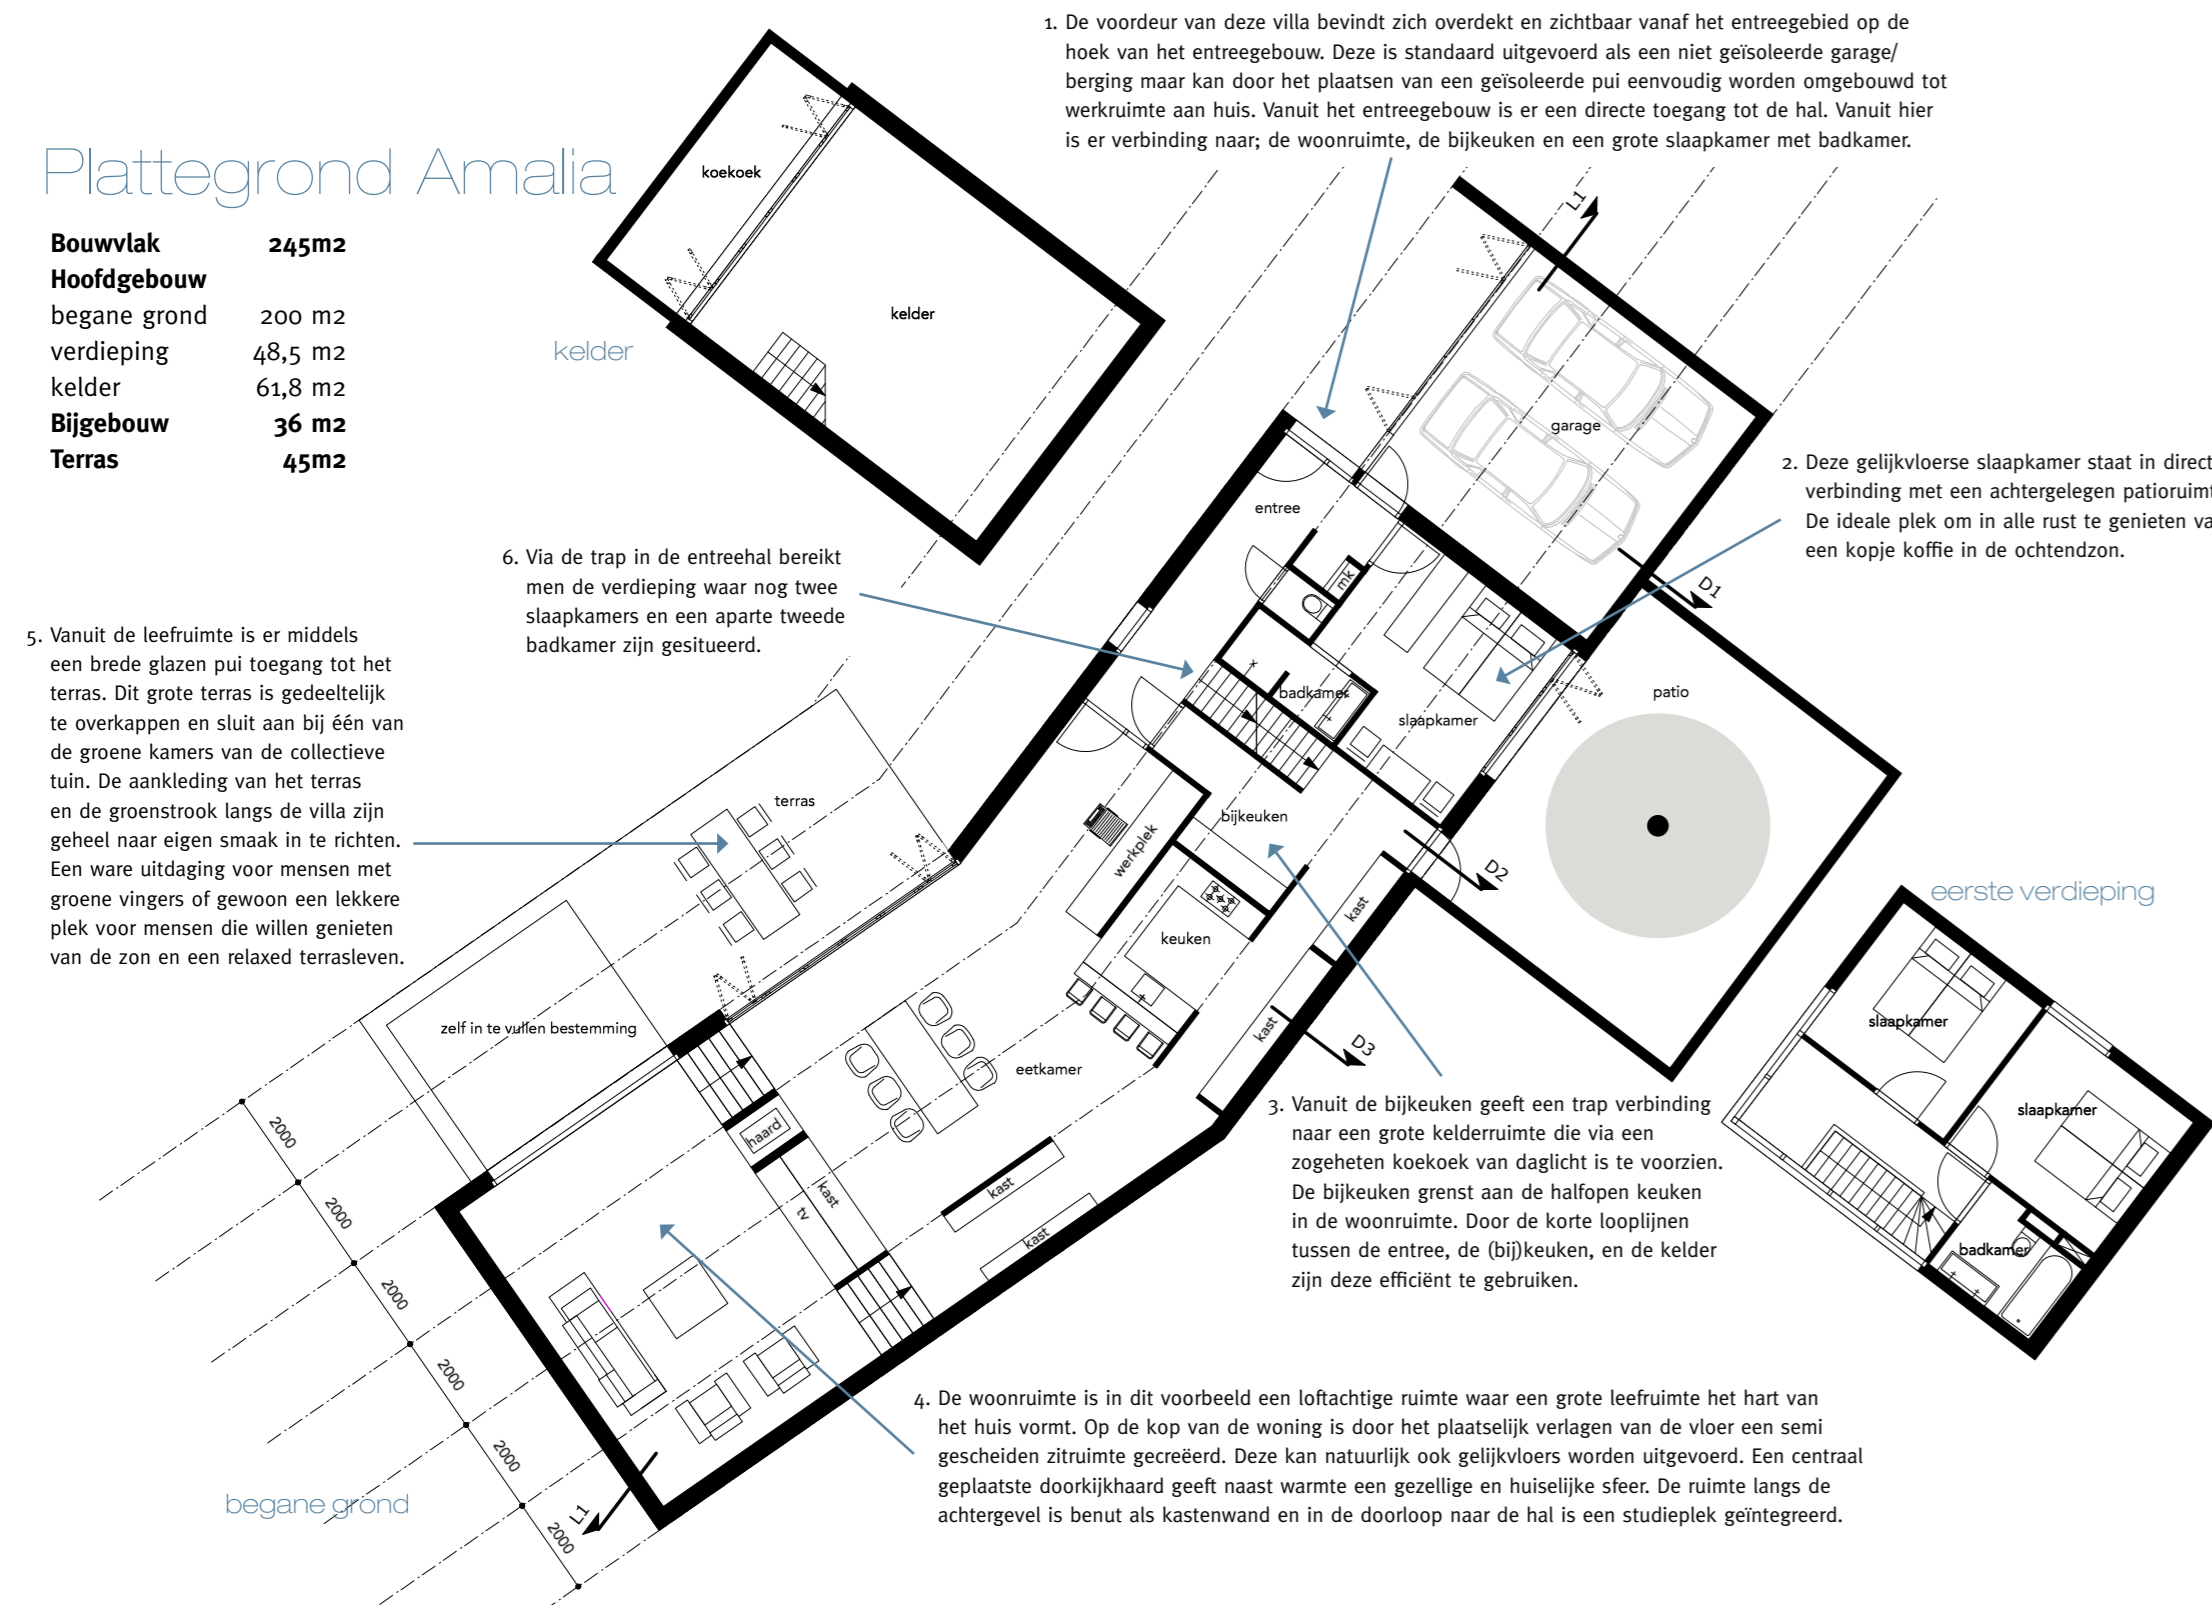 Plattegrond Amalia
Bouwvlak 245m2
Hoofdgebouw
begane grond 200 m2
verdieping 48,5 m2
kelder 61,8 m2
Bijgebouw 36 m2
Terras 45m2
1. De voordeur van deze villa bevindt zich overdekt en zichtbaar vanaf het entreegebied op de
hoek van het entreegebouw. Deze is standaard uitgevoerd als een niet geïsoleerde garage/
berging maar kan door het plaatsen van een geïsoleerde pui eenvoudig worden omgebouwd tot
werkruimte aan huis. Vanuit het entreegebouw is er een directe toegang tot de hal. Vanuit hier
is er verbinding naar; de woonruimte, de bijkeuken en een grote slaapkamer met badkamer.
koekoek
kelder
kelder
L1
garage
2. Deze gelijkvloerse slaapkamer staat in direct
verbinding met een achtergelegen patioruimt
De ideale plek om in alle rust te genieten va
een kopje koffie in de ochtendzon.
entree
mk
D1
6. Via de trap in de entreehal bereikt
men de verdieping waar nog twee
slaapkamers en een aparte tweede
badkamer zijn gesitueerd.
badkamer
slaapkamer
patio
5. Vanuit de leefruimte is er middels
een brede glazen pui toegang tot het
terras. Dit grote terras is gedeeltelijk
te overkappen en sluit aan bij één van
de groene kamers van de collectieve
tuin. De aankleding van het terras
en de groenstrook langs de villa zijn
geheel naar eigen smaak in te richten.
Een ware uitdaging voor mensen met
groene vingers of gewoon een lekkere
plek voor mensen die willen genieten
van de zon en een relaxed terrasleven.
terras
bijkeuken
werkplek
D2
kast
keuken
kast
D3
eerste verdieping
slaapkamer
slaapkamer
badkamer
zelf in te vullen bestemming
eetkamer
haard
kast
tv
kast
kast
2000
2000
2000
2000
2000
2000
3. Vanuit de bijkeuken geeft een trap verbinding
naar een grote kelderruimte die via een
zogeheten koekoek van daglicht is te voorzien.
De bijkeuken grenst aan de halfopen keuken
in de woonruimte. Door de korte looplijnen
tussen de entree, de (bij)keuken, en de kelder
zijn deze efficiënt te gebruiken.
4. De woonruimte is in dit voorbeeld een loftachtige ruimte waar een grote leefruimte het hart van
het huis vormt. Op de kop van de woning is door het plaatselijk verlagen van de vloer een semi
gescheiden zitruimte gecreëerd. Deze kan natuurlijk ook gelijkvloers worden uitgevoerd. Een centraal
geplaatste doorkijkhaard geeft naast warmte een gezellige en huiselijke sfeer. De ruimte langs de
achtergevel is benut als kastenwand en in de doorloop naar de hal is een studieplek geïntegreerd.
begane grond
L1